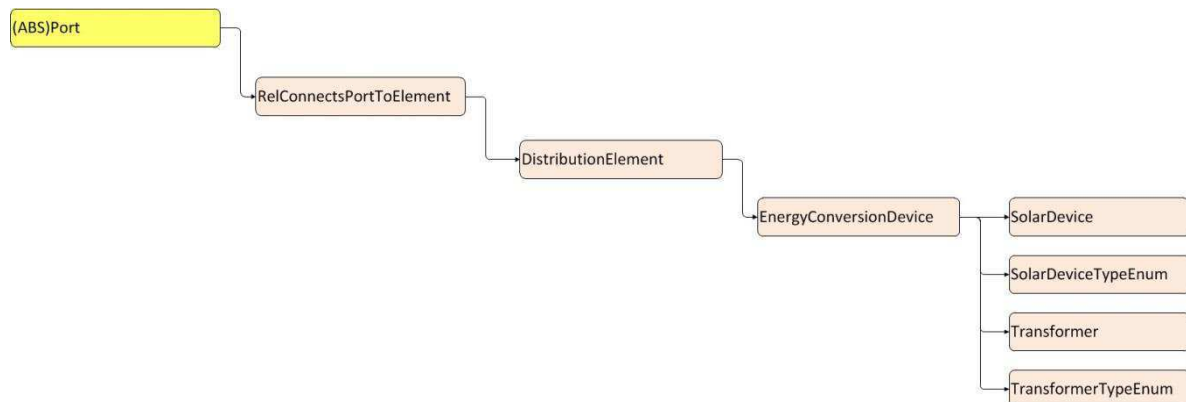 (ABS)Port
RelConnectsPortToElement
DistributionElement
EnergyConversionDevice
SolarDevice
SolarDeviceTypeEnum
Transformer
TransformerTypeEnum